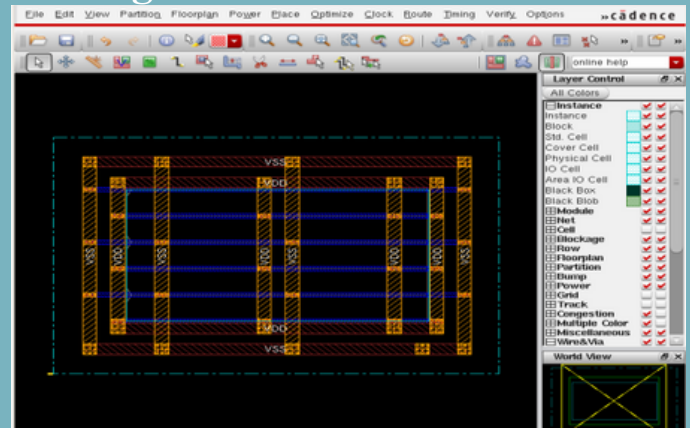 File Edit View Partition Floorplan Power Place Optimize Clock Route Timing Verify Options cādence
online help
Layer Control
All Colors
Instance
Instance
Block
Std. Cell
Cover Cell
Physical Cell
IO Cell
Area IO Cell
Black Box
Black Blob
Module
Net
Cell
Blockage
Row
Floorplan
Partition
Bump
Power
Grid
Track
Congestion
Multiple Color
Miscellaneous
Wire&Via
World View
VSS
VDD
VSS
VDD
VDD
VSS
VDD
VSS
VDD
VSS